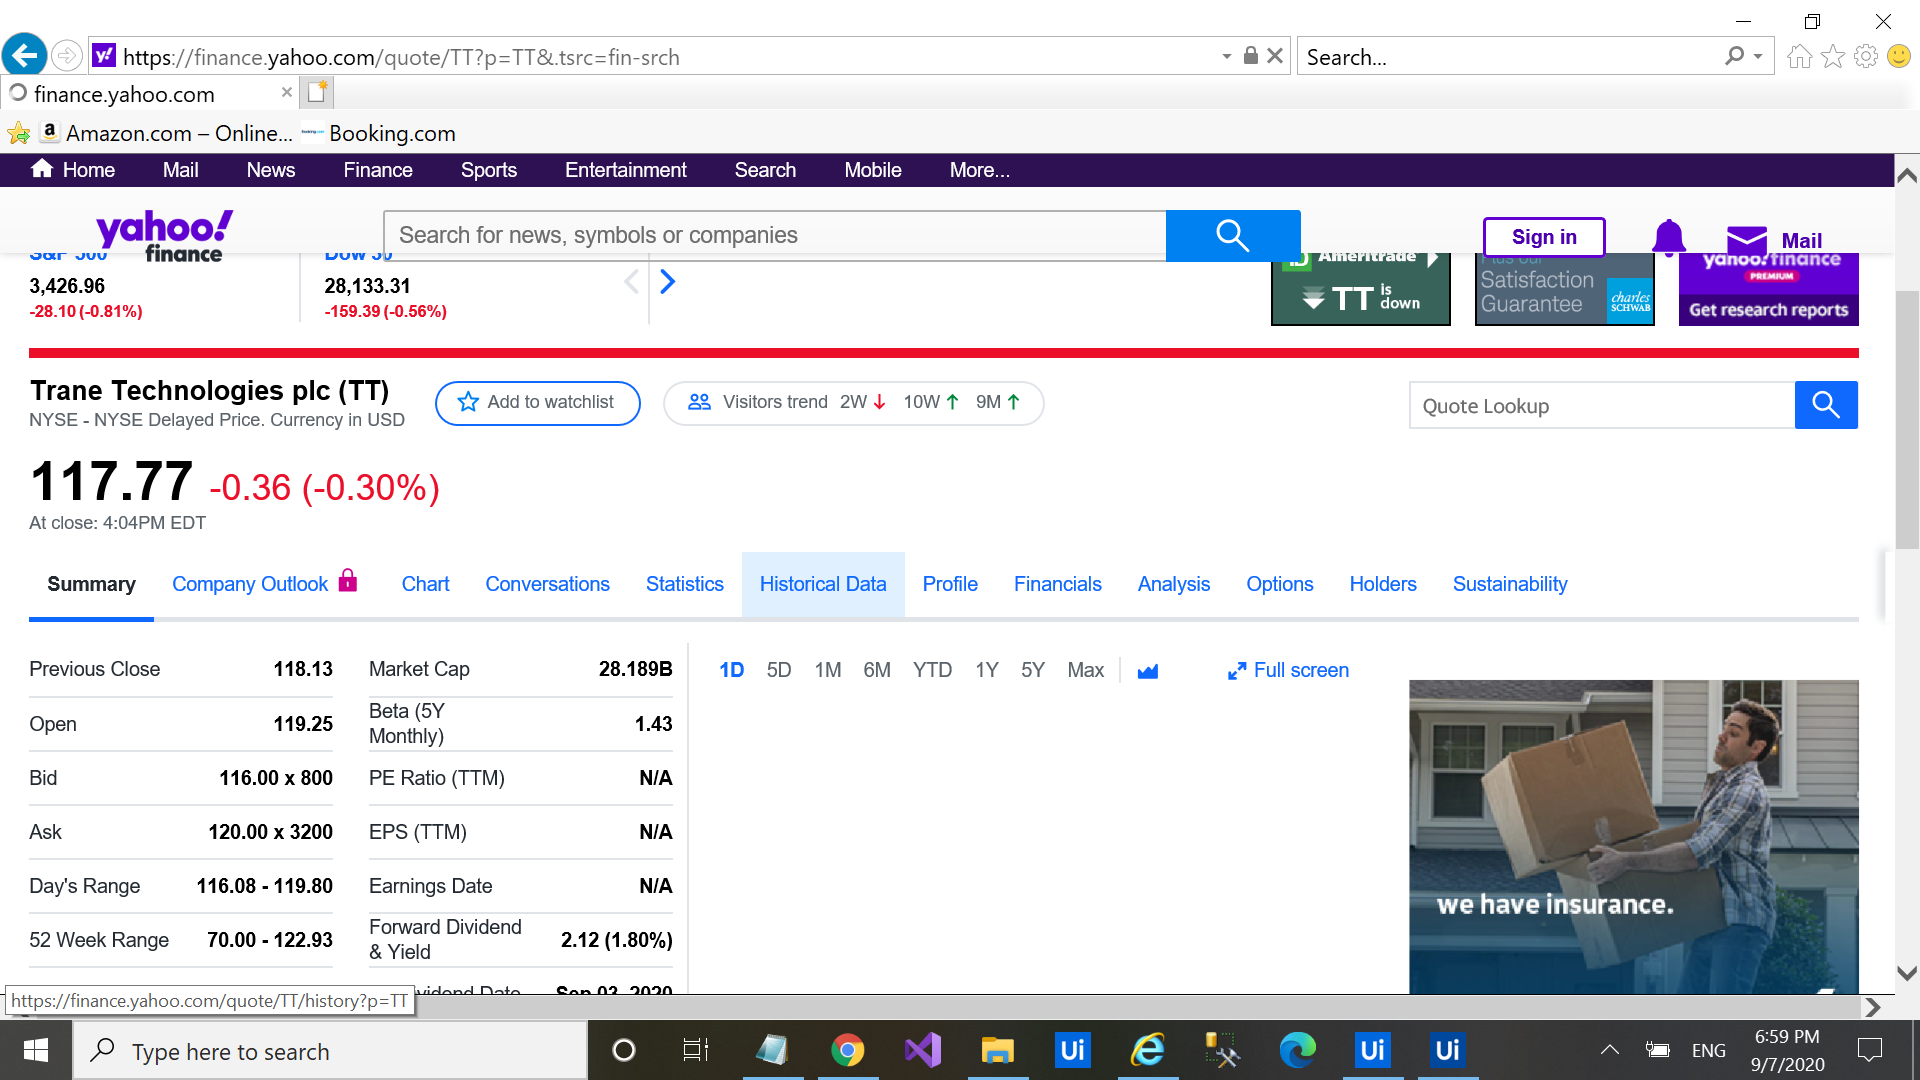 https://finance.yahoo.com/quote/TT?p=TT&.tsrc=fin-srch
Search...
finance.yahoo.com
Amazon.com – Online...
Booking.com
Home
Mail
News
Finance
Sports
Entertainment
Search
Mobile
More...
yahoo!
finance
Search for news, symbols or companies
Sign in
Mail
S&P 500
3,426.96
-28.10 (-0.81%)
Dow 30
28,133.31
-159.39 (-0.56%)
Ameritrade
TT is down
Plus our
Satisfaction
Guarantee
charles
SCHWAB
yahoo!finance
PREMIUM
Get research reports
Trane Technologies plc (TT)
NYSE - NYSE Delayed Price. Currency in USD
Add to watchlist
Visitors trend 2W ↓ 10W ↑ 9M ↑
Quote Lookup
117.77 -0.36 (-0.30%)
At close: 4:04PM EDT
Summary
Company Outlook
Chart
Conversations
Statistics
Historical Data
Profile
Financials
Analysis
Options
Holders
Sustainability
Previous Close 118.13
Open 119.25
Bid 116.00 x 800
Ask 120.00 x 3200
Day's Range 116.08 - 119.80
52 Week Range 70.00 - 122.93
Market Cap 28.189B
Beta (5Y
Monthly) 1.43
PE Ratio (TTM) N/A
EPS (TTM) N/A
Earnings Date N/A
Forward Dividend
& Yield 2.12 (1.80%)
Sep 03, 2020
1D 5D 1M 6M YTD 1Y 5Y Max
Full screen
we have insurance.
https://finance.yahoo.com/quote/TT/history?p=TT
Type here to search
Ui
Ui
Ui
ENG
6:59 PM
9/7/2020